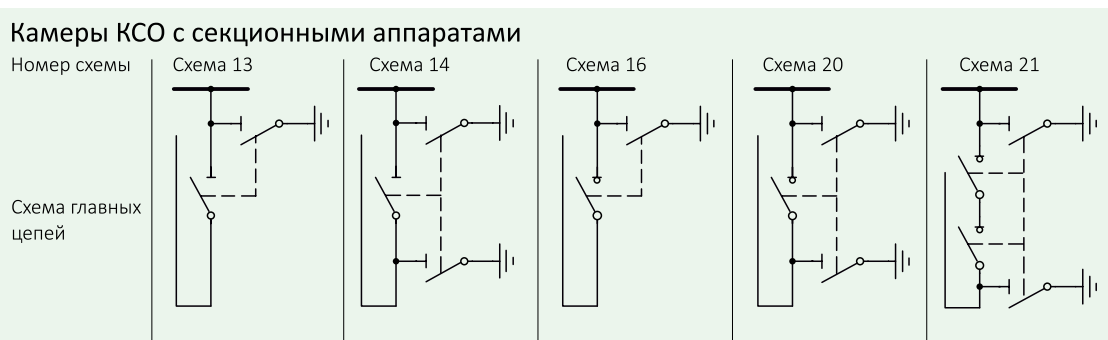 Камеры КСО с секционными аппаратами
Номер схемы
Схема 13
Схема 14
Схема 16
Схема 20
Схема 21
Схема главных
цепей